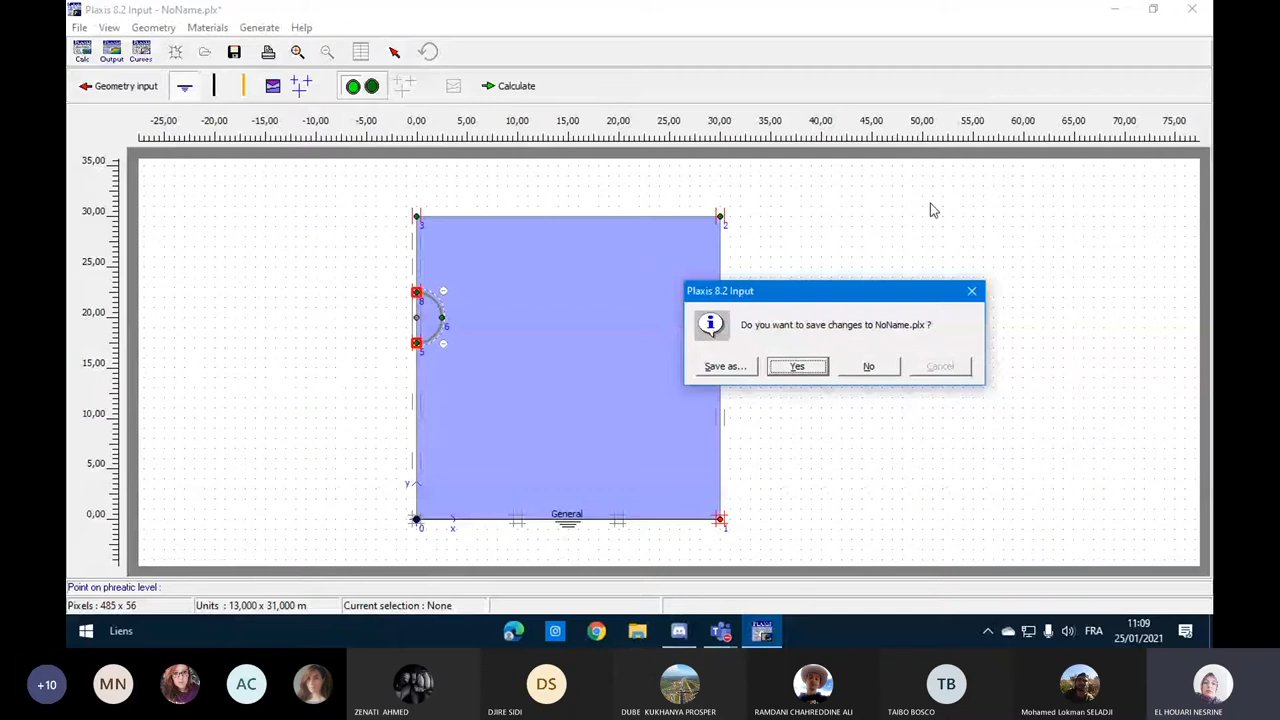 Plaxis 8.2 Input - NoName.plx*
File View Geometry Materials Generate Help
Calc Output Curves
Geometry input Calculate
-25,00 -20,00 -15,00 -10,00 -5,00 0,00 5,00 10,00 15,00 20,00 25,00 30,00 35,00 40,00 45,00 50,00 55,00 60,00 65,00 70,00 75,00
35,00
30,00
25,00
20,00
15,00
10,00
5,00
0,00
3 2
8
6
5
y
General
0 x 1
Plaxis 8.2 Input
Do you want to save changes to NoName.plx ?
Save as... Yes No Cancel
Point on phreatic level :
Pixels : 485 x 56 Units : 13,000 x 31,000 m Current selection : None
Liens FRA 11:09
25/01/2021
+10 MN AC DS TB
ZENATI AHMED DJIRE SIDI DUBE KUKHANYA PROSPER RAMDANI CHAHREDDINE ALI TAIBO BOSCO Mohamed Lokman SELADJI EL HOUARI NESRINE